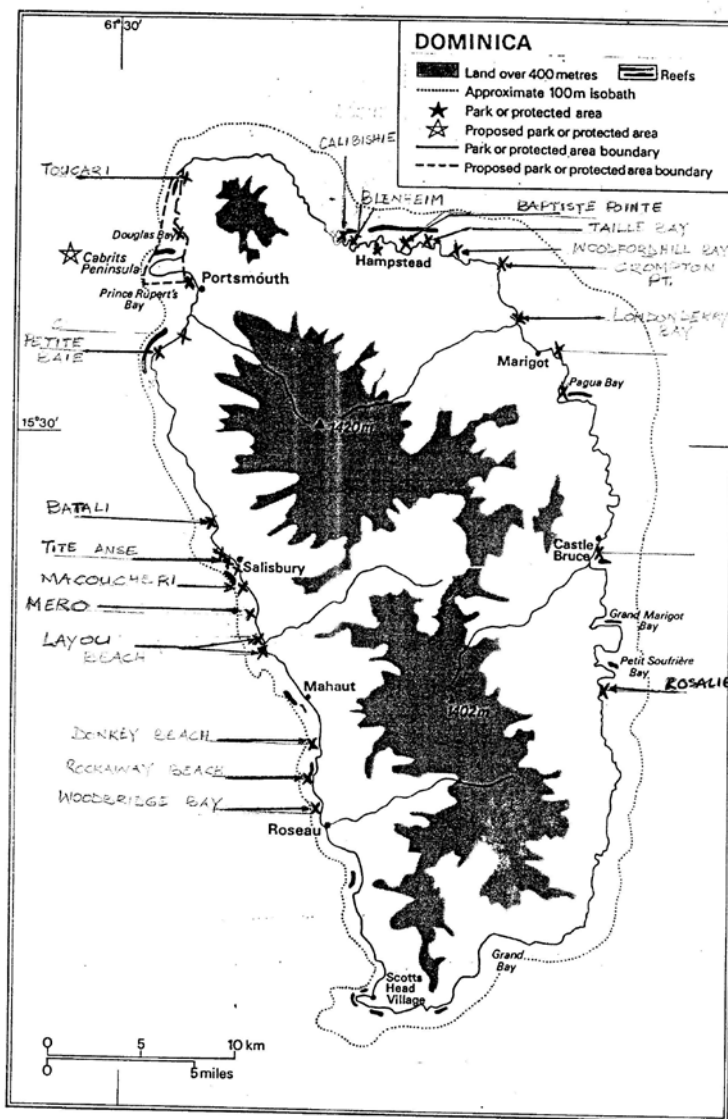 61°30'
DOMINICA
Land over 400 metres
Reefs
Approximate 100m isobath
Park or protected area
Proposed park or protected area
Park or protected area boundary
Proposed park or protected area boundary
CALIBISHIE
TOUCARI
BLENHEIM
BAPTISTE POINTE
TAILLE BAY
Douglas Bay
Hampstead
WOOLFORDHILL BAY
Cabrits
Peninsula
CROMPTON
PT.
Portsmouth
Prince Rupert's
Bay
LONDONDERRY
BAY
PETITE
BAIE
Marigot
Pagua Bay
15°30'
1420m
BATALI
TITE ANSE
Salisbury
Castle
Bruce
MACOUCHERI
MERO
Grand Marigot
Bay
LAYOU
BEACH
Petit Soufrière
Bay
ROSALIE
Mahaut
1402m
DONKEY BEACH
ROCKAWAY BEACH
WOODBRIDGE BAY
Roseau
Grand
Bay
Scotts
Head
Village
0 5 10 km
0 5 miles